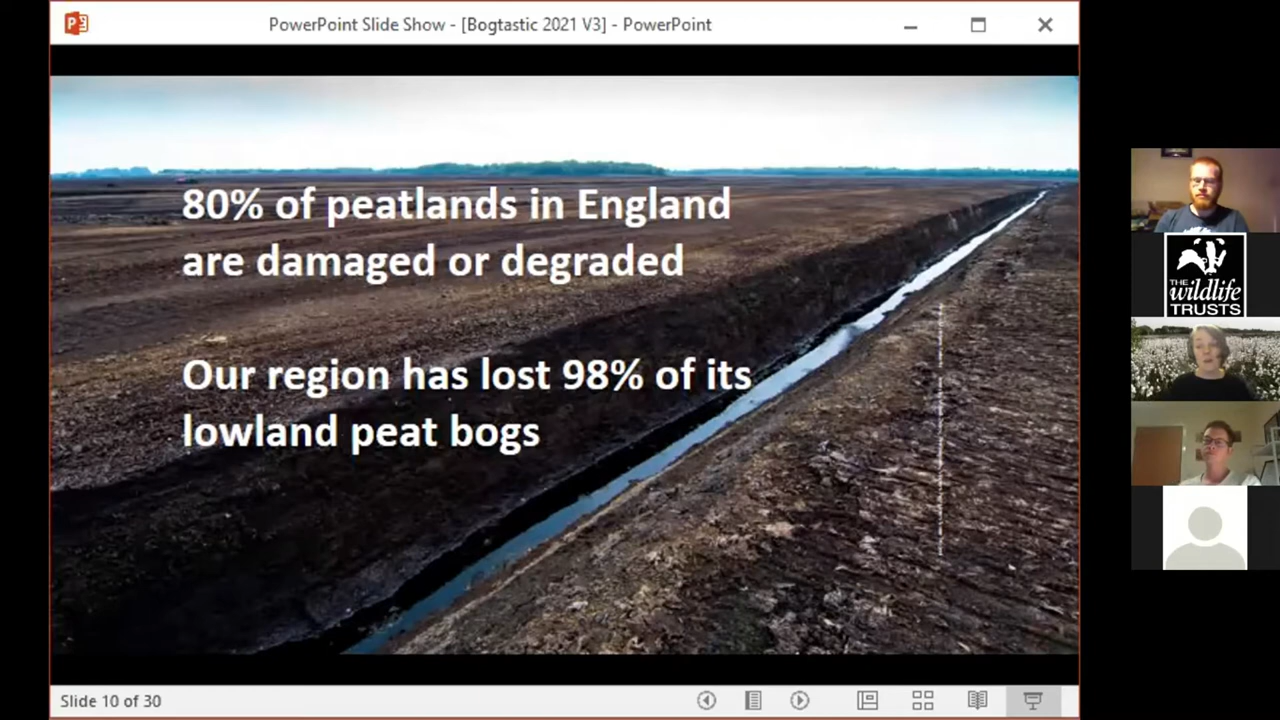 PowerPoint Slide Show - [Bogtastic 2021 V3] - PowerPoint
80% of peatlands in England
are damaged or degraded
Our region has lost 98% of its
lowland peat bogs
THE
wildlife
TRUSTS
Slide 10 of 30